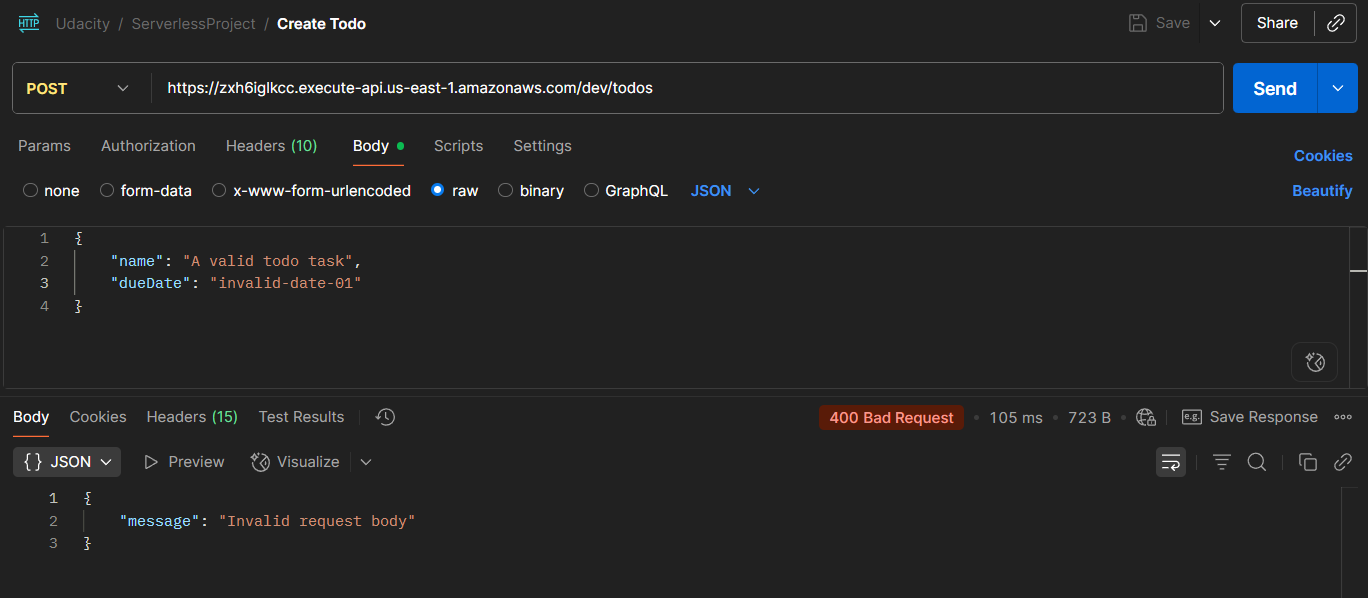 HTTP Udacity / ServerlessProject / Create Todo Save Share
POST https://zxh6iglkcc.execute-api.us-east-1.amazonaws.com/dev/todos Send
Params Authorization Headers (10) Body Scripts Settings Cookies
none form-data x-www-form-urlencoded raw binary GraphQL JSON Beautify
1 {
2 "name": "A valid todo task",
3 "dueDate": "invalid-date-01"
4 }
Body Cookies Headers (15) Test Results 400 Bad Request • 105 ms • 723 B • e.g. Save Response
{} JSON Preview Visualize
1 {
2 "message": "Invalid request body"
3 }